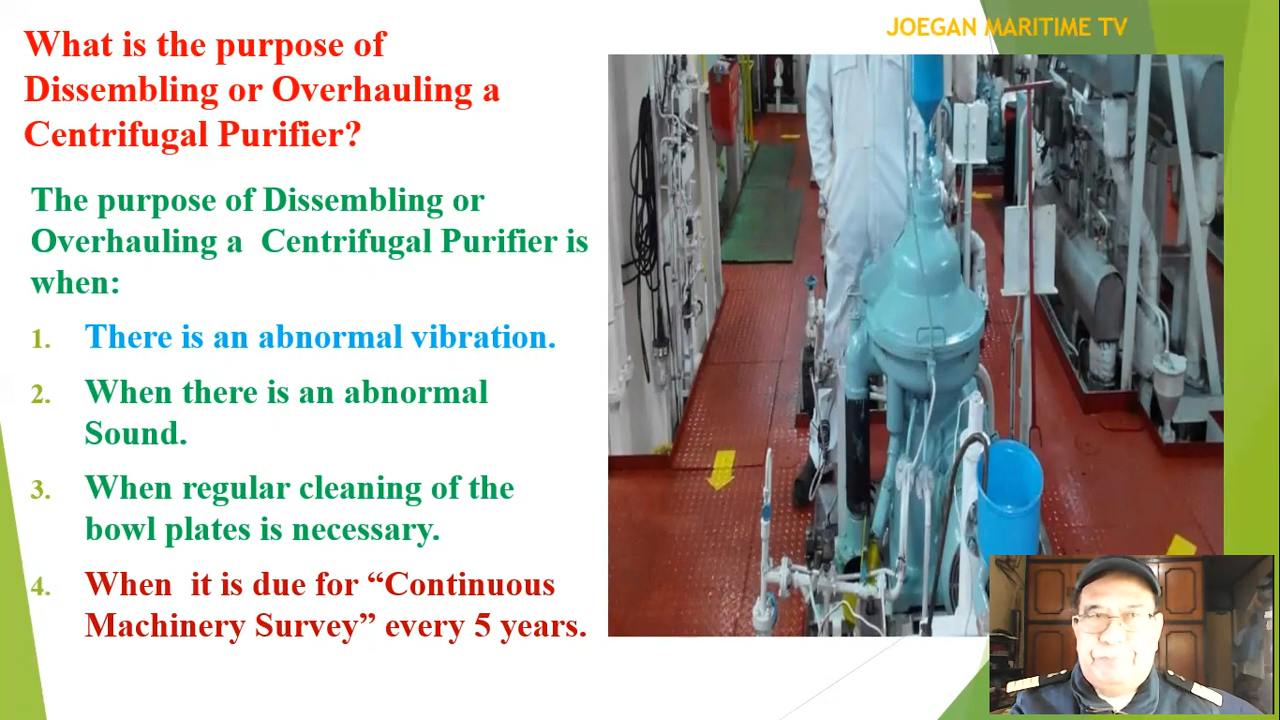 JOEGAN MARITIME TV
What is the purpose of
Dissembling or Overhauling a
Centrifugal Purifier?
The purpose of Dissembling or
Overhauling a Centrifugal Purifier is
when:
1. There is an abnormal vibration.
2. When there is an abnormal
Sound.
3. When regular cleaning of the
bowl plates is necessary.
4. When it is due for “Continuous
Machinery Survey” every 5 years.